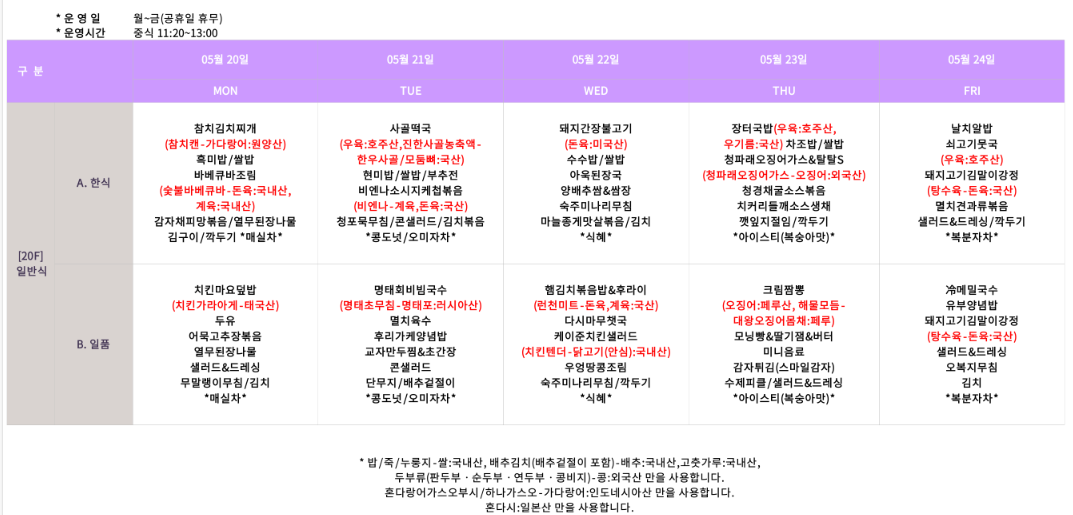 * 운 영 일 월~금(공휴일 휴무)
* 운영시간 중식 11:20~13:00
구 분
05월 20일 05월 21일 05월 22일 05월 23일 05월 24일
MON TUE WED THU FRI
[20F]
일반식
A. 한식
참치김치찌개
(참치캔-가다랑어:원양산)
흑미밥/쌀밥
바베큐바조림
(숯불바베큐바-돈육:국내산,
계육:국내산)
감자채피망볶음/열무된장나물
김구이/깍두기 *매실차*
사골떡국
(우육:호주산,진한사골농축액-
한우사골/모둠뼈:국산)
현미밥/쌀밥/부추전
비엔나소시지케첩볶음
(비엔나-계육,돈육:국산)
청포묵무침/콘샐러드/김치볶음
*콩도넛/오미자차*
돼지간장불고기
(돈육:미국산)
수수밥/쌀밥
아욱된장국
양배추쌈&쌈장
숙주미나리무침
마늘종게맛살볶음/김치
*식혜*
장터국밥(우육:호주산,
우기름:국산) 차조밥/쌀밥
청파래오징어가스&탈탈S
(청파래오징어가스-오징어:외국산)
청경채굴소스볶음
치커리들깨소스생채
깻잎지절임/깍두기
*아이스티(복숭아맛)*
날치알밥
쇠고기뭇국
(우육:호주산)
돼지고기김말이강정
(탕수육-돈육:국산)
멸치견과류볶음
샐러드&드레싱/깍두기
*복분자차*
B. 일품
치킨마요덮밥
(치킨가라아게-태국산)
두유
어묵고추장볶음
열무된장나물
샐러드&드레싱
무말랭이무침/김치
*매실차*
명태회비빔국수
(명태초무침-명태포:러시아산)
멸치육수
후리가케양념밥
교자만두찜&초간장
콘샐러드
단무지/배추겉절이
*콩도넛/오미자차*
햄김치볶음밥&후라이
(런천미트-돈육,계육:국산)
다시마무챗국
케이준치킨샐러드
(치킨텐더-닭고기(안심):국내산)
우엉땅콩조림
숙주미나리무침/깍두기
*식혜*
크림짬뽕
(오징어:페루산, 해물모듬-
대왕오징어몸채:페루)
모닝빵&딸기잼&버터
미니음료
감자튀김(스마일감자)
수제피클/샐러드&드레싱
*아이스티(복숭아맛)*
냉메밀국수
유부양념밥
돼지고기김말이강정
(탕수육-돈육:국산)
샐러드&드레싱
오복지무침
김치
*복분자차*
* 밥/죽/누룽지-쌀:국내산, 배추김치(배추겉절이 포함)-배추:국내산,고춧가루:국내산,
두부류(판두부ㆍ순두부ㆍ연두부ㆍ콩비지)-콩:외국산 만을 사용합니다.
혼다랑어가스오부시/하나가스오-가다랑어:인도네시아산 만을 사용합니다.
혼다시:일본산 만을 사용합니다.